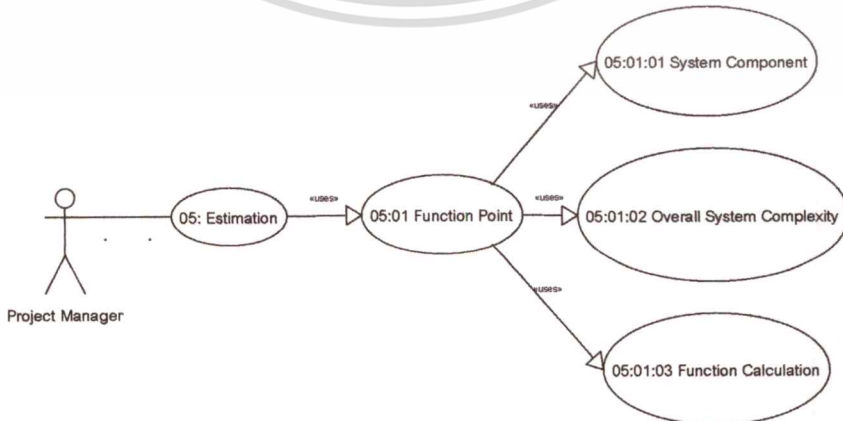 05:01:01 System Component
«uses»
05: Estimation
«uses»
05:01 Function Point
«uses»
05:01:02 Overall System Complexity
Project Manager
«uses»
05:01:03 Function Calculation